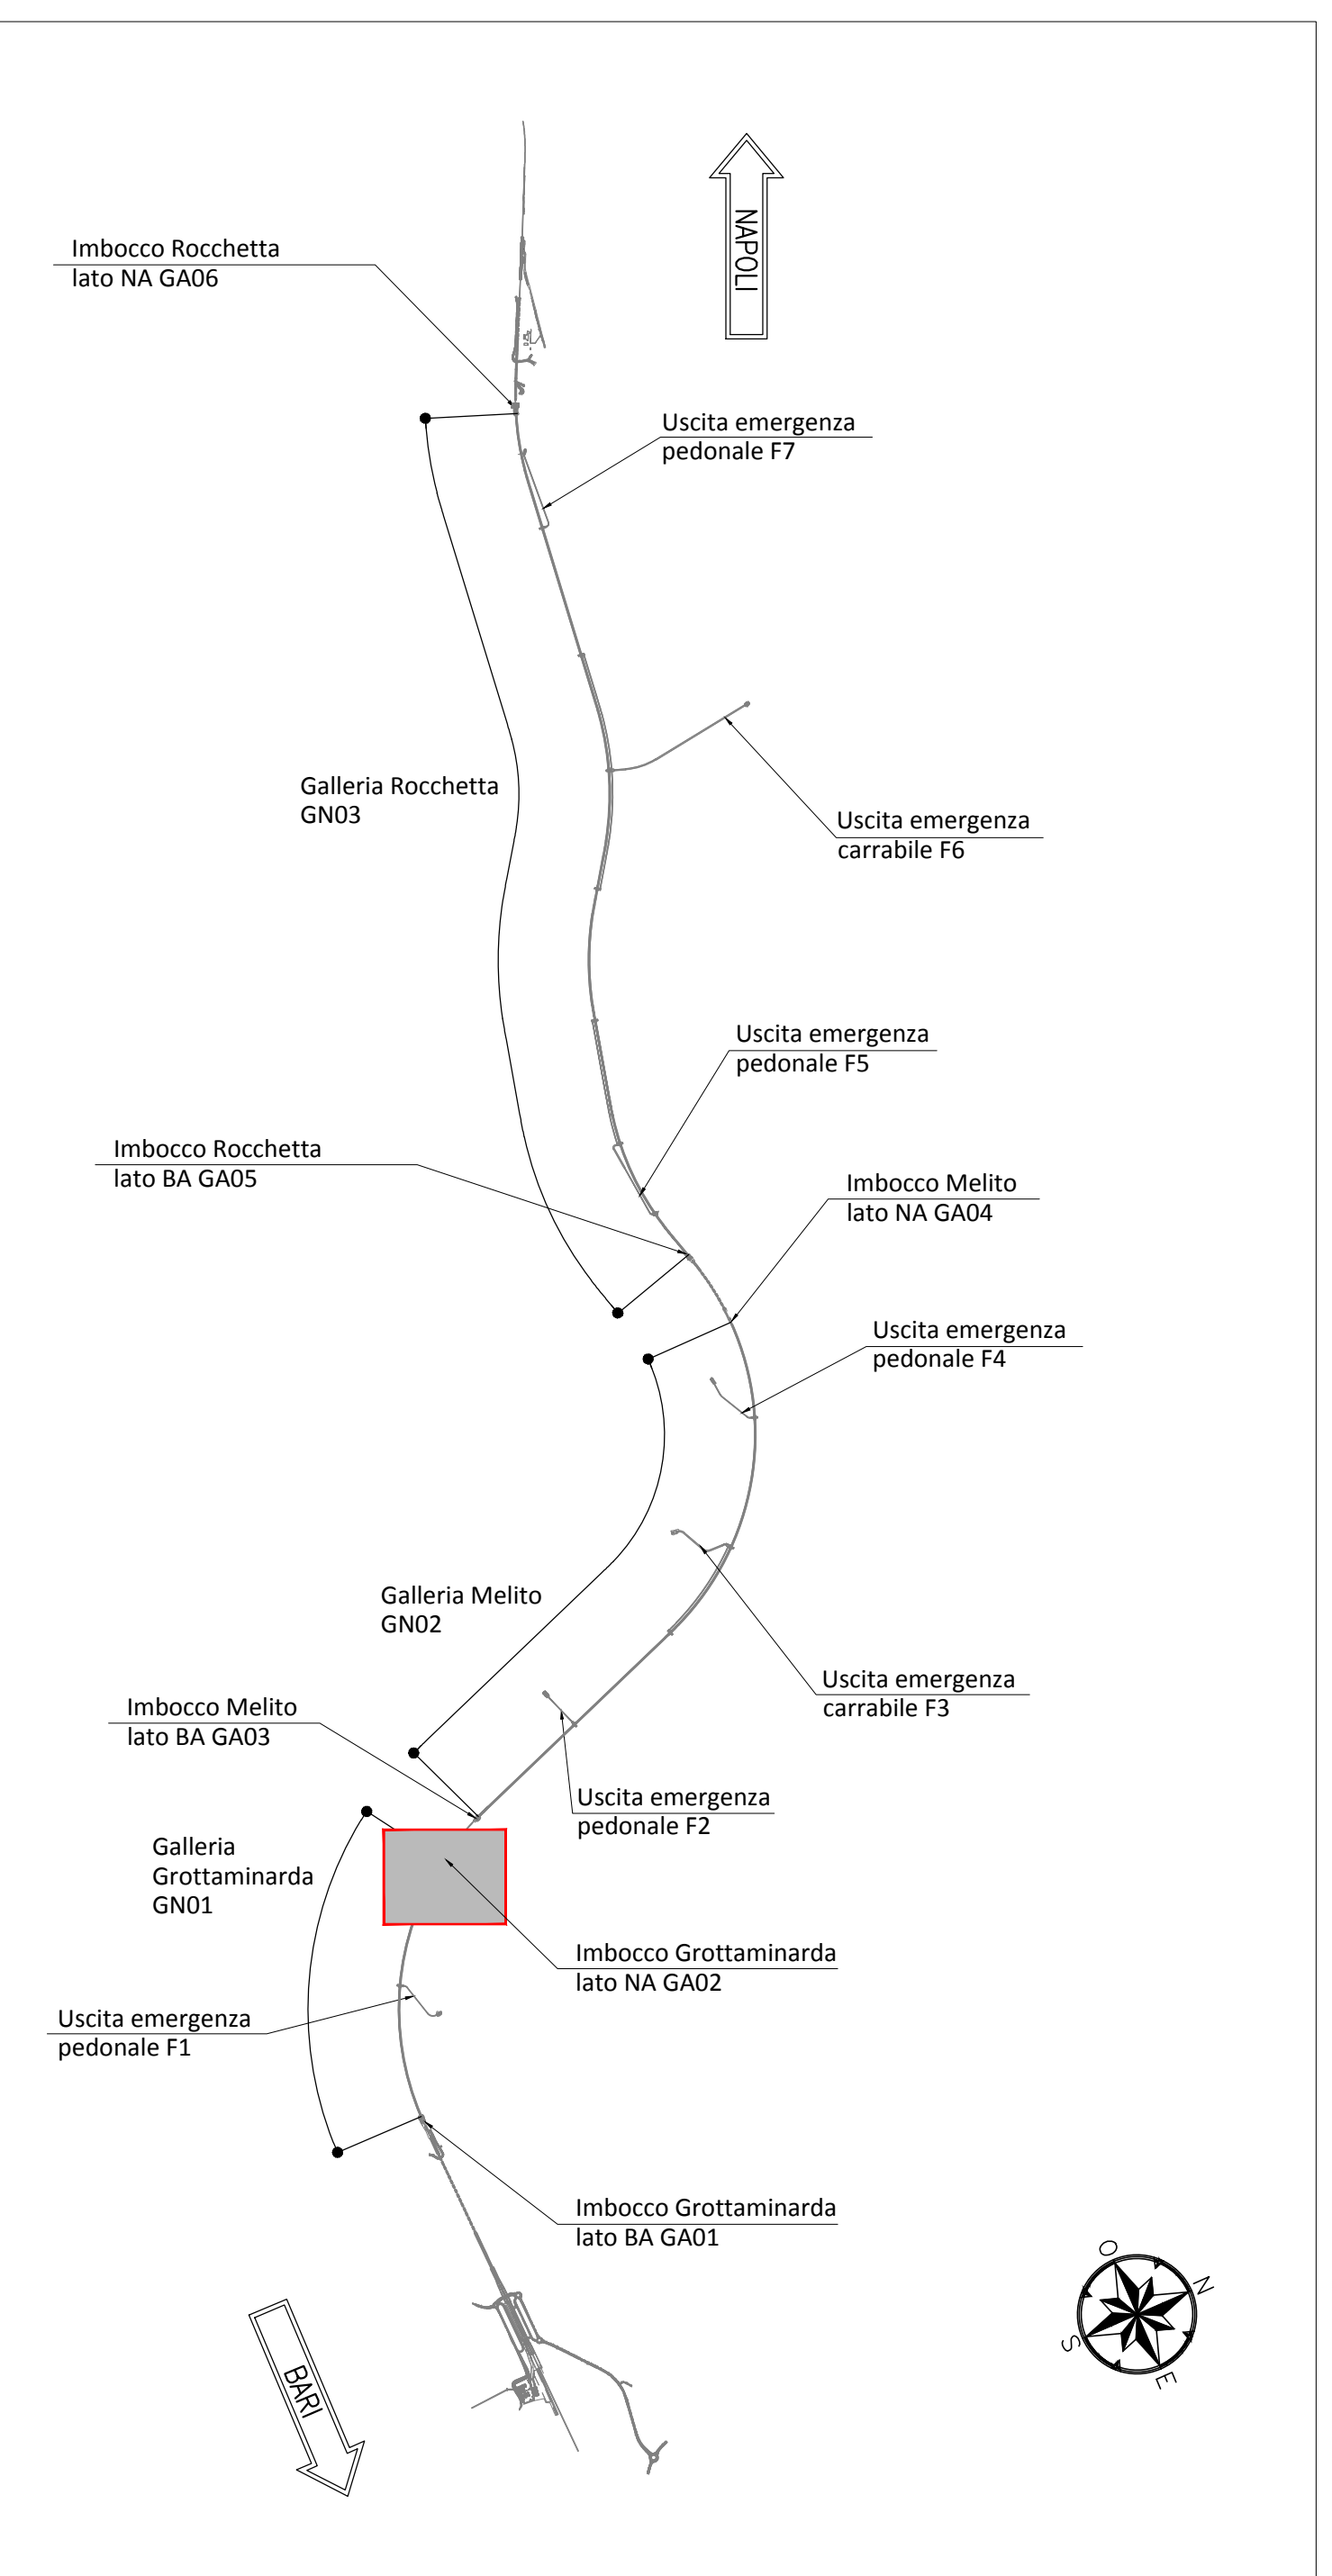 NAPOLI
Imbocco Rocchetta
lato NA GA06
Uscita emergenza
pedonale F7
Galleria Rocchetta
GN03
Uscita emergenza
carrabile F6
Uscita emergenza
pedonale F5
Imbocco Rocchetta
lato BA GA05
Imbocco Melito
lato NA GA04
Uscita emergenza
pedonale F4
Galleria Melito
GN02
Uscita emergenza
carrabile F3
Imbocco Melito
lato BA GA03
Uscita emergenza
pedonale F2
Galleria
Grottaminarda
GN01
Imbocco Grottaminarda
lato NA GA02
Uscita emergenza
pedonale F1
Imbocco Grottaminarda
lato BA GA01
O
N
S
E
BARI